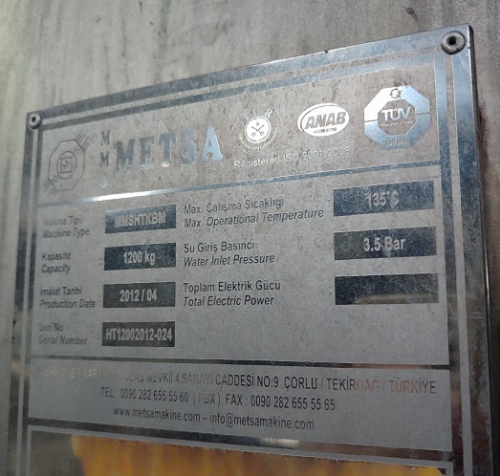 METSA
ANAB
TÜV
Registered ISO 9001:2008
Makina Tipi
Machine Type
MMSHTKBM
Max. Çalışma Sıcaklığı
Max. Operational Temperature
135°C
Kapasite
Capacity
1200 kg
Su Giriş Basıncı
Water Inlet Pressure
3.5 Bar
İmalat Tarihi
Production Date
2012 / 04
Toplam Elektrik Gücü
Total Electric Power
Seri No
Serial Number
HT12002012-024
MEVKİİ 4.SANAYİ CADDESİ NO:9 ÇORLU / TEKİRDAĞ / TÜRKİYE
TEL : 0090 282 655 55 60 ( PBX ) FAX : 0090 282 655 55 65
www.metsamakine.com – info@metsamakine.com